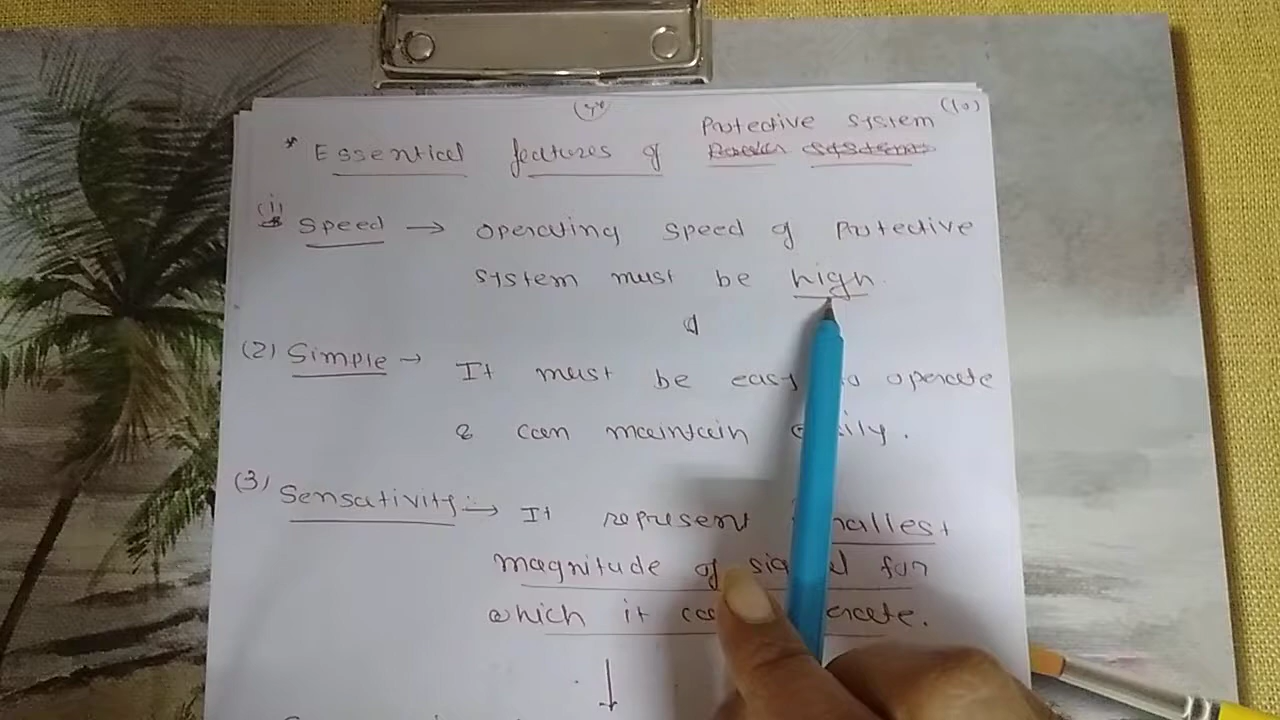 (10)
Protective System
* Essential features of
(i) Speed → Operating speed of Protective
System must be high.
(2) Simple → It must be easy to operate
& can maintain easily.
(3) Sensativity → It represent smallest
magnitude of signal for
which it can operate.